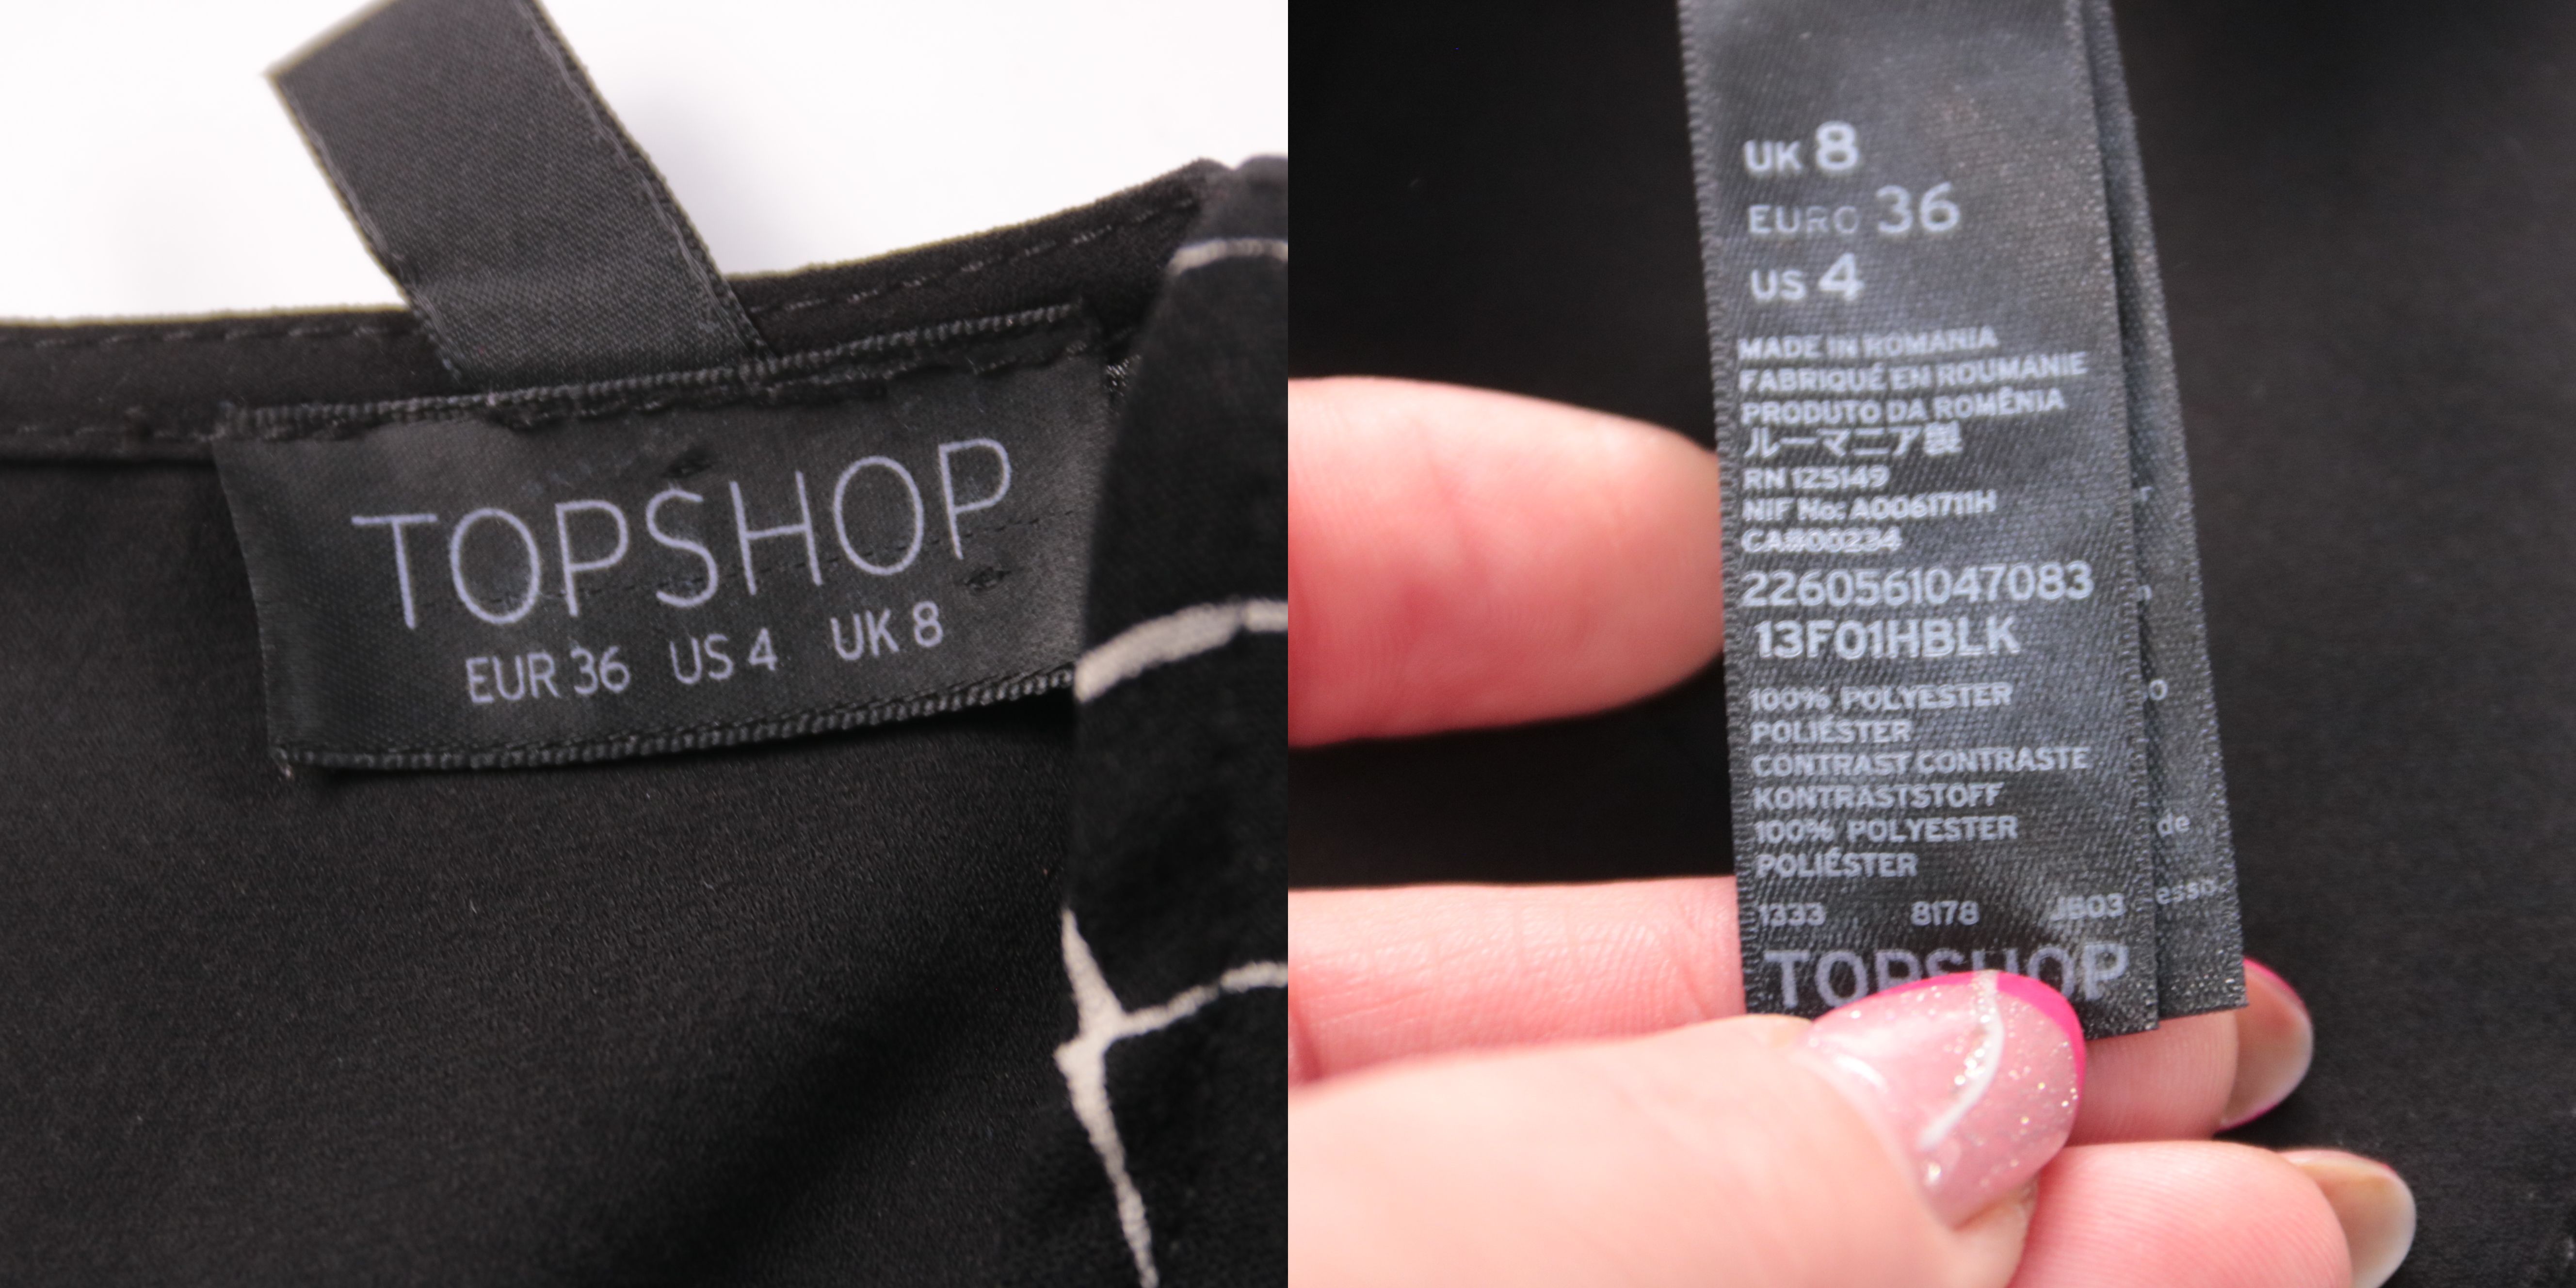 TOPSHOP
EUR 36 US 4 UK 8
UK 8
EURO 36
US 4
MADE IN ROMANIA
FABRIQUÉ EN ROUMANIE
PRODUTO DA ROMÊNIA
ルーマニア製
RN 125149
NIF No: A0061711H
CA#00234
2260561047083
13F01HBLK
100% POLYESTER
POLIÉSTER
CONTRAST CONTRASTE
KONTRASTSTOFF
100% POLYESTER
POLIÉSTER
1333 8178
TOPSHOP
de